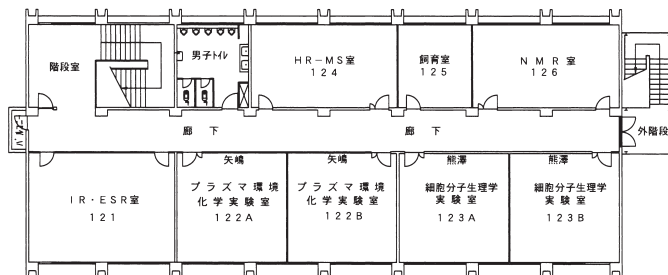 階段室
男子トイレ
HR-MS室
124
飼育室
125
NMR室
126
廊下
廊下
外階段
矢嶋
矢嶋
熊澤
熊澤
IR・ESR室
121
プラズマ環境
化学実験室
122A
プラズマ環境
化学実験室
122B
細胞分子生理学
実験室
123A
細胞分子生理学
実験室
123B